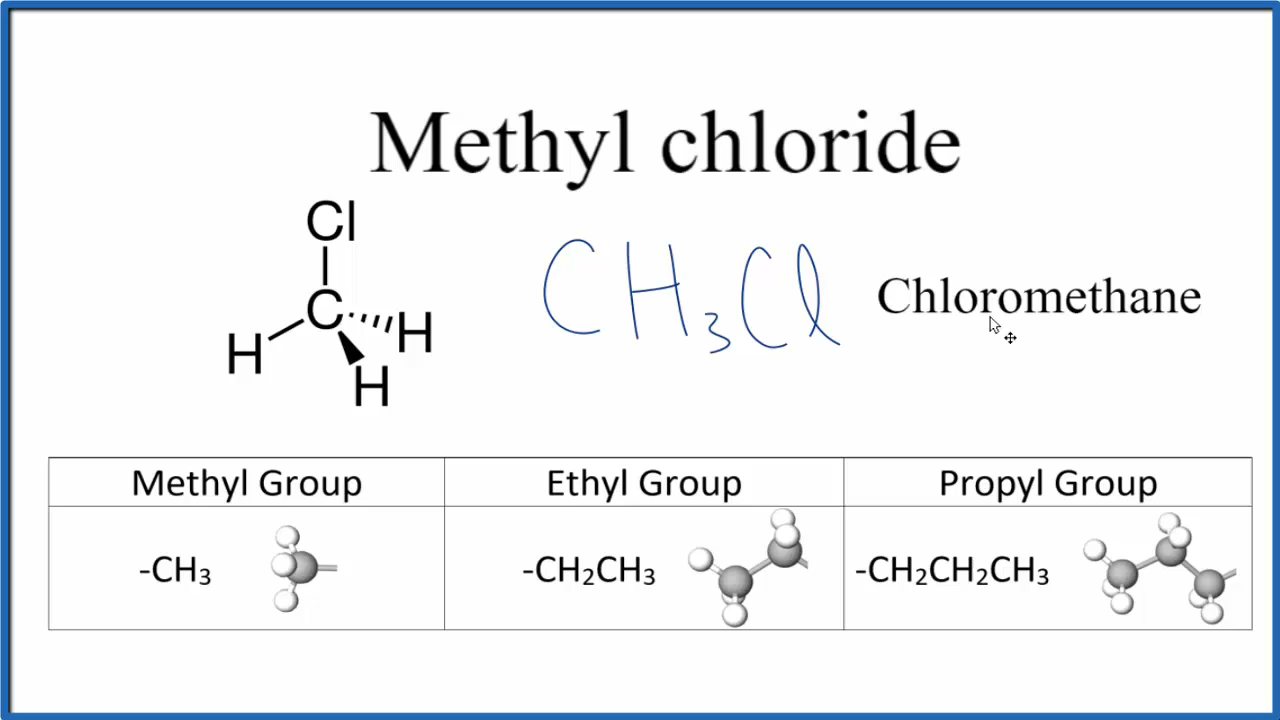 Methyl chloride
Cl
C
H
H
H
CH₃Cl
Chloromethane
Methyl Group
Ethyl Group
Propyl Group
-CH₃
-CH₂CH₃
-CH₂CH₂CH₃